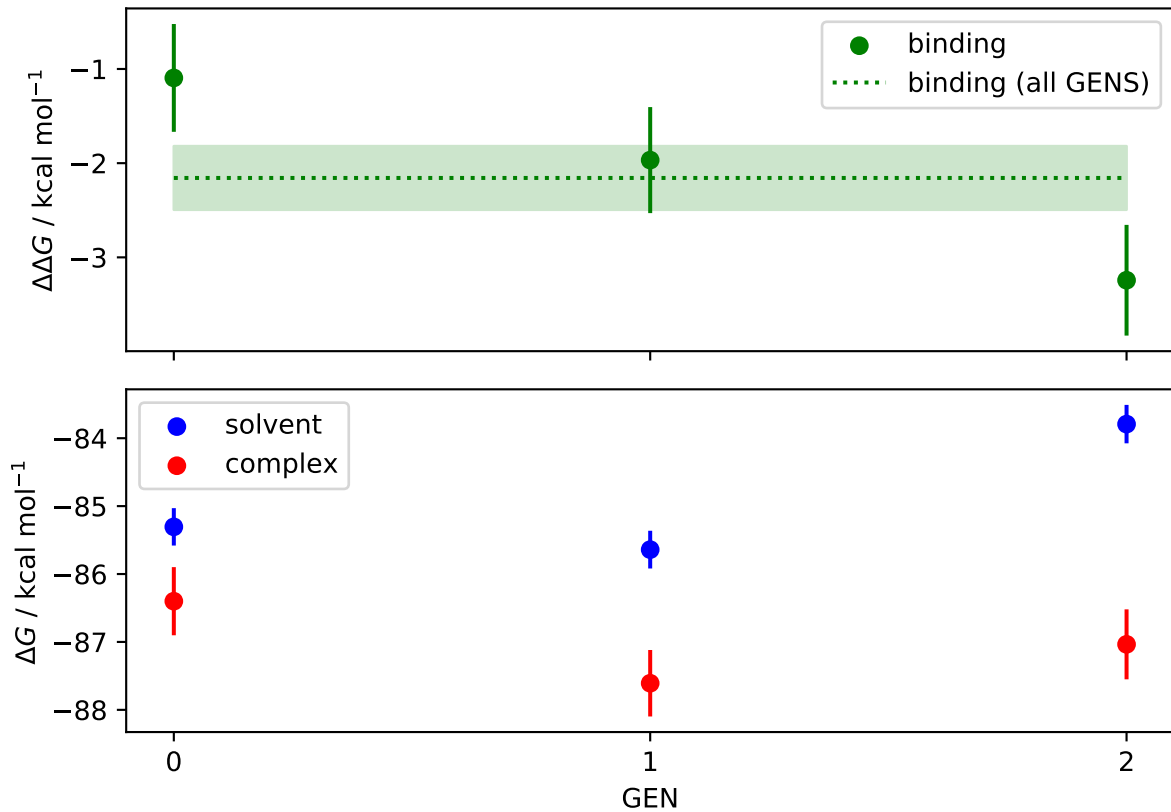 binding
binding (all GENS)
−1
−2
−3
ΔΔG / kcal mol⁻¹
solvent
complex
−84
−85
−86
−87
−88
ΔG / kcal mol⁻¹
0 1 2
GEN